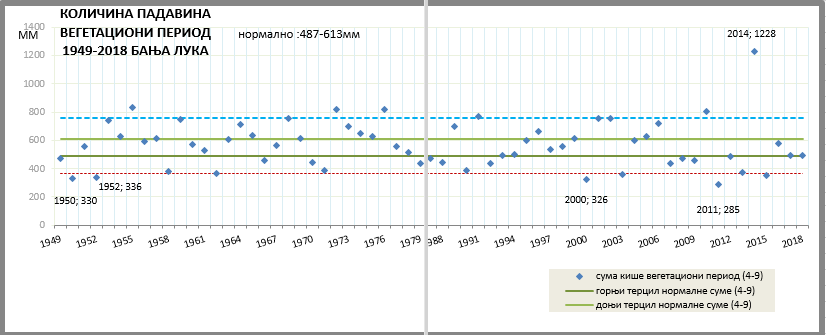 КОЛИЧИНА ПАДАВИНА
ВЕГЕТАЦИОНИ ПЕРИОД
1949-2018 БАЊА ЛУКА
нормално :487-613мм
ММ
1400
1200
1000
800
600
400
200
0
2014; 1228
1950; 330
1952; 336
2000; 326
2011; 285
1949 1952 1955 1958 1961 1964 1967 1970 1973 1976 1979 1988 1991 1994 1997 2000 2003 2006 2009 2012 2015 2018
сума кише вегетациони период (4-9)
горњи терцил нормалне суме (4-9)
доњи терцил нормалне суме (4-9)